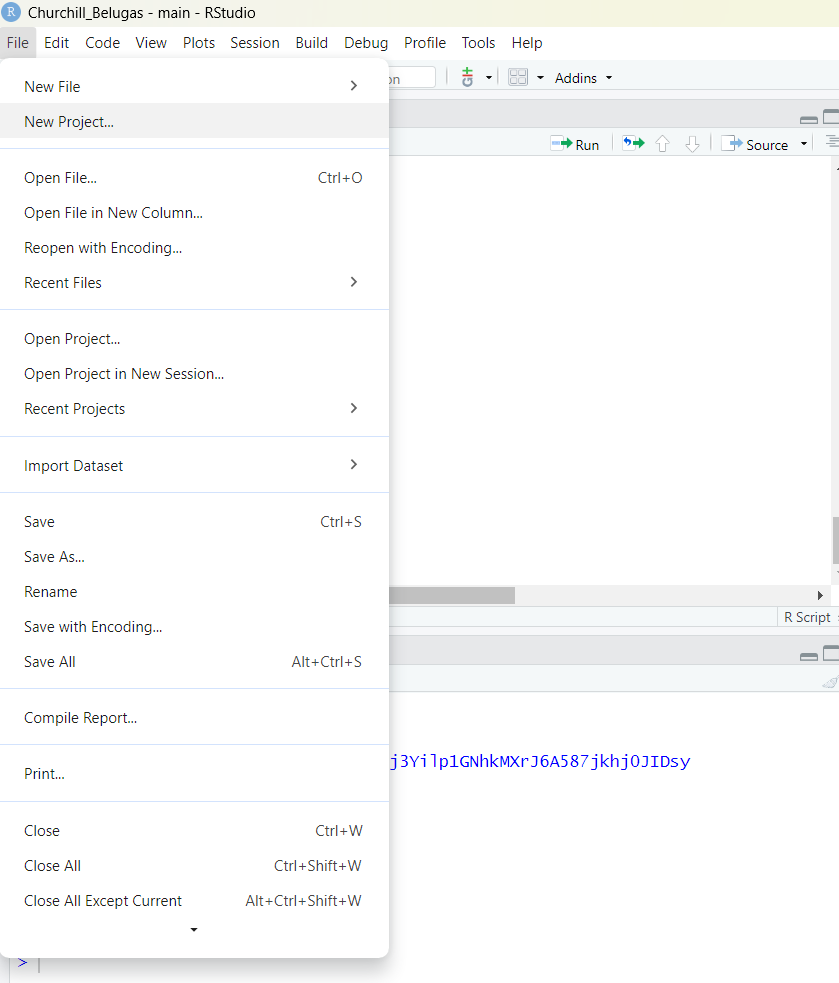 R Churchill_Belugas - main - RStudio
File Edit Code View Plots Session Build Debug Profile Tools Help
New File
on
Addins
New Project...
Run
Source
Open File... Ctrl+O
Open File in New Column...
Reopen with Encoding...
Recent Files
Open Project...
Open Project in New Session...
Recent Projects
Import Dataset
Save Ctrl+S
Save As...
Rename
R Script
Save with Encoding...
Save All Alt+Ctrl+S
Compile Report...
j3Yilp1GNhkMXrJ6A587jkhjOJIDsy
Print...
Close Ctrl+W
Close All Ctrl+Shift+W
Close All Except Current Alt+Ctrl+Shift+W
>